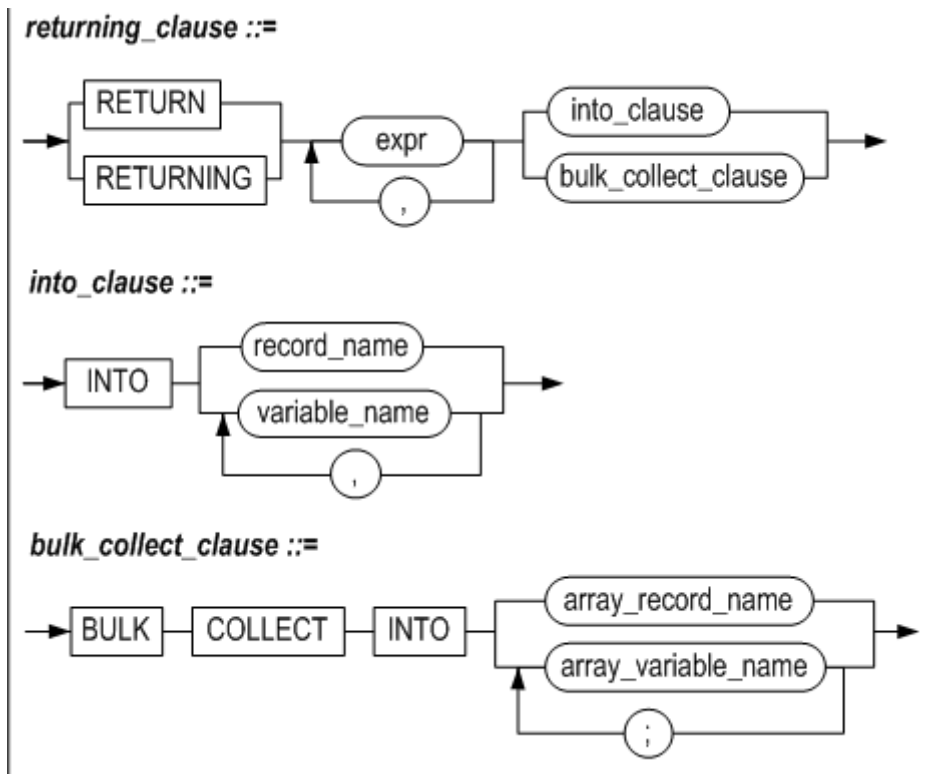 returning_clause ::=
RETURN
RETURNING
expr
,
into_clause
bulk_collect_clause
into_clause ::=
INTO
record_name
variable_name
,
bulk_collect_clause ::=
BULK COLLECT INTO
array_record_name
array_variable_name
;